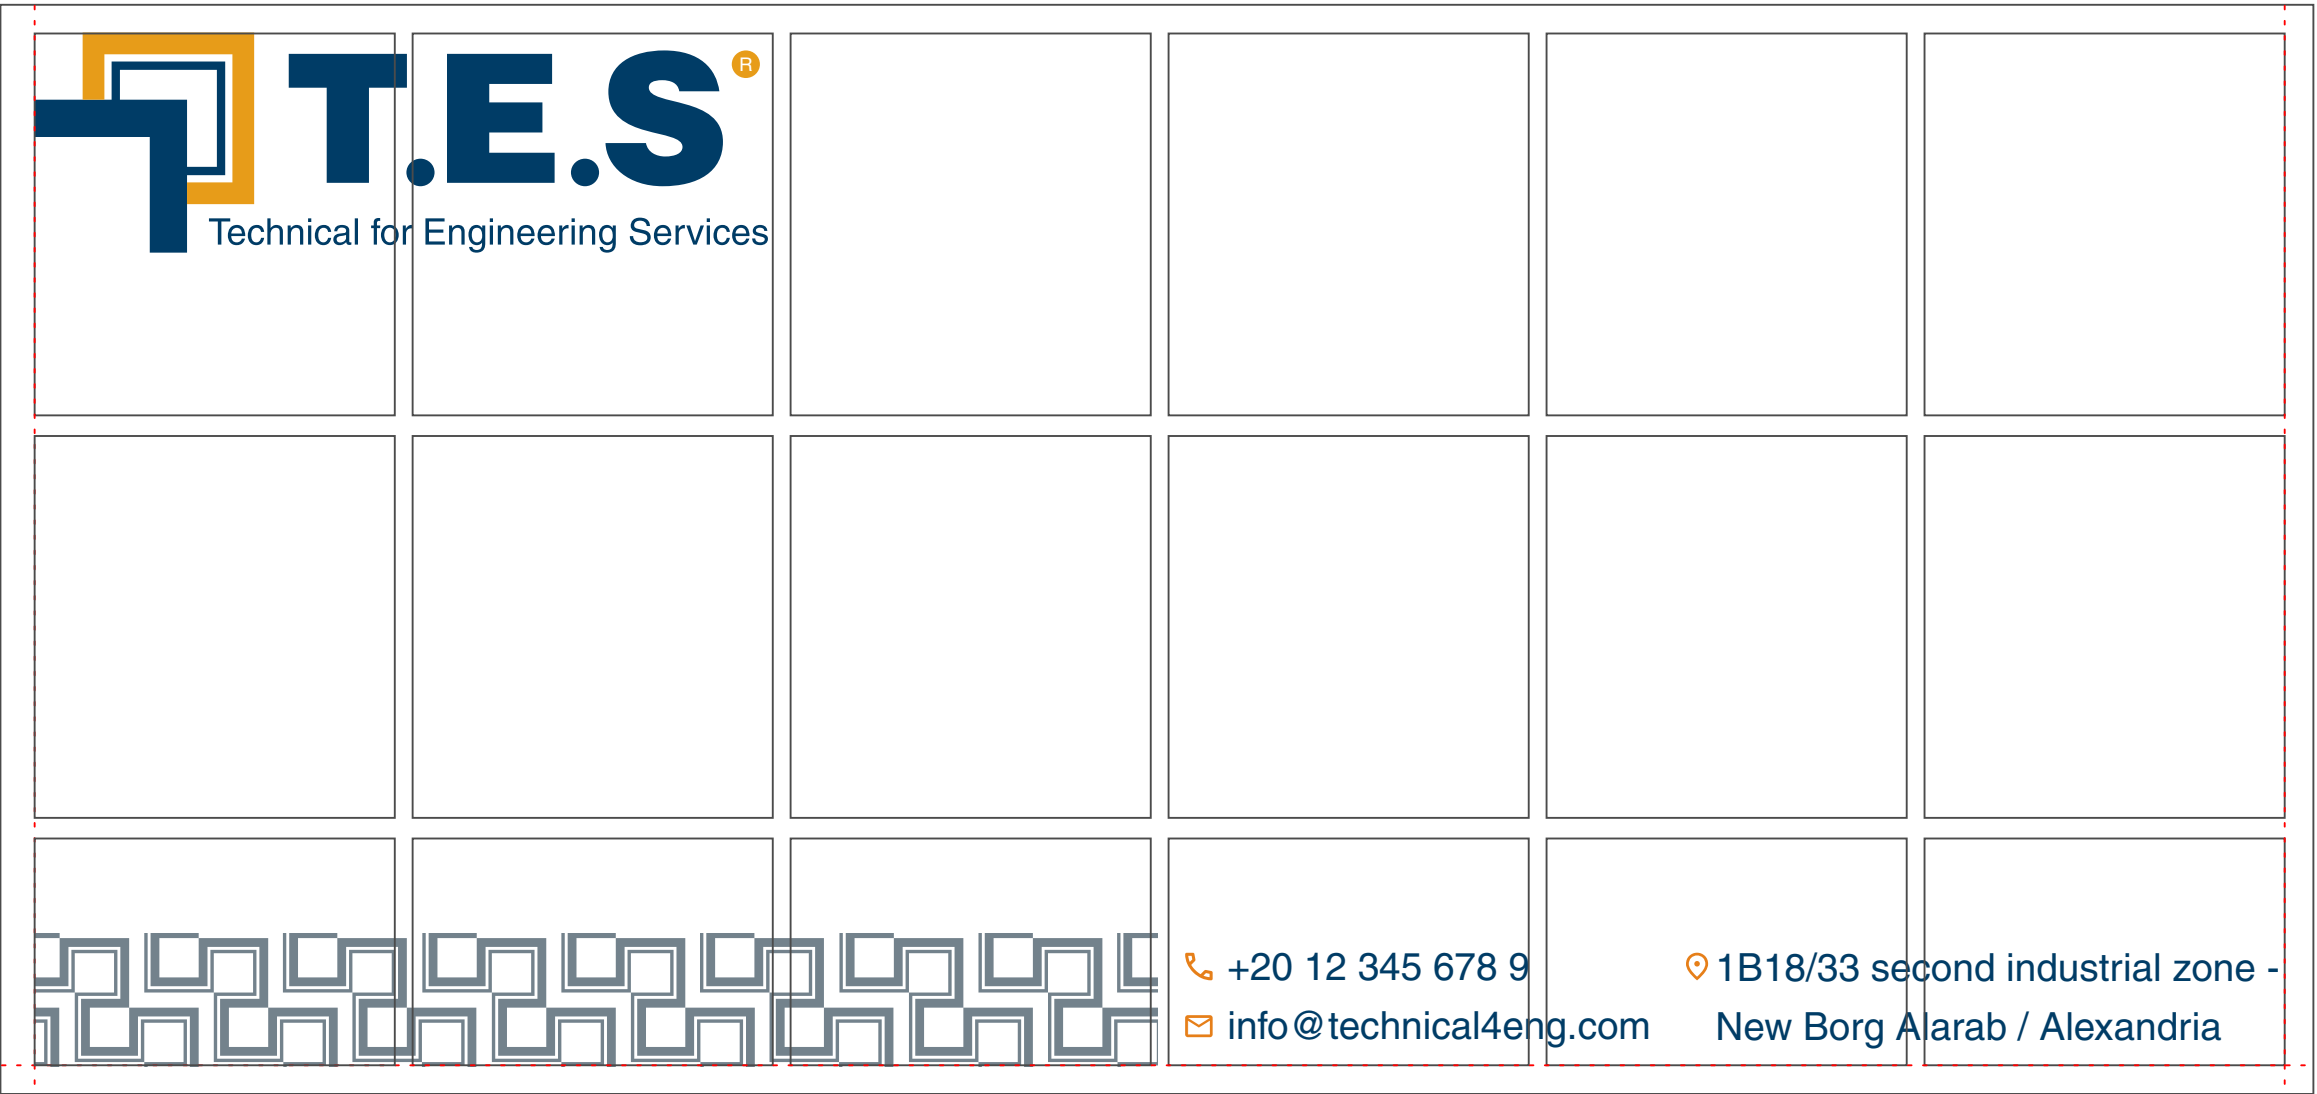 T.E.S ®
Technical for Engineering Services
+20 12 345 678 9
info@technical4eng.com
1B18/33 second industrial zone -
New Borg Alarab / Alexandria